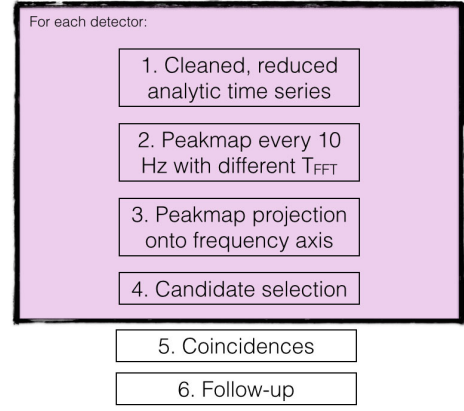 For each detector:
1. Cleaned, reduced
analytic time series
2. Peakmap every 10
Hz with different TFFT
3. Peakmap projection
onto frequency axis
4. Candidate selection
5. Coincidences
6. Follow-up